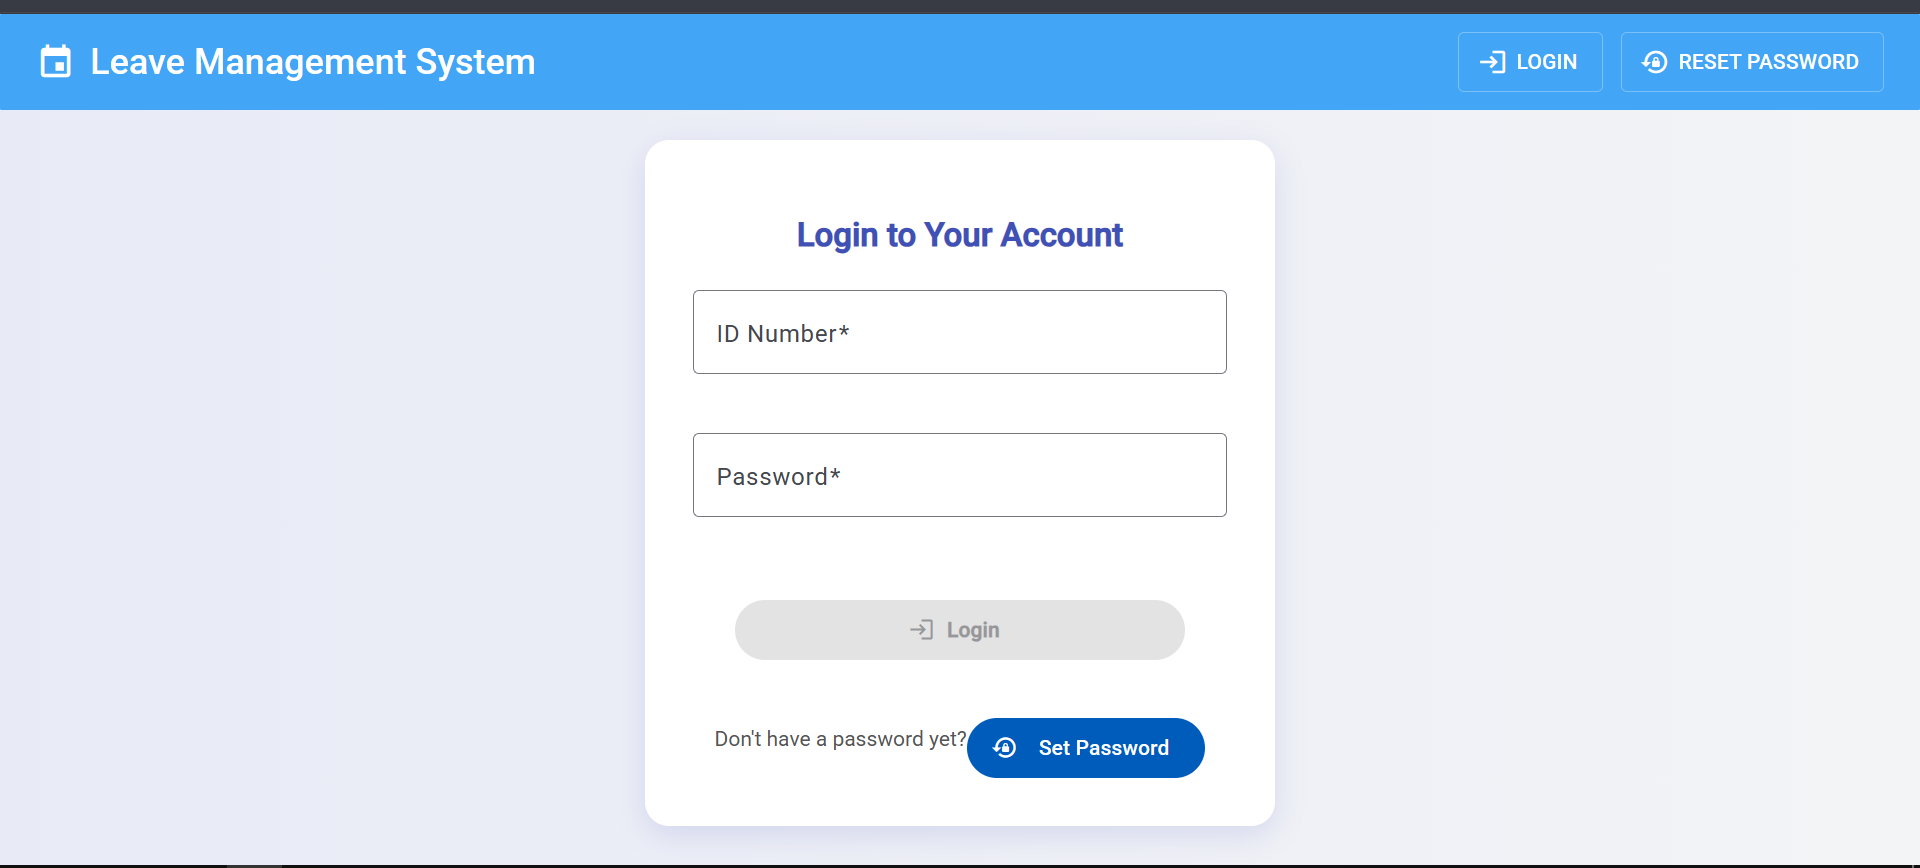 Leave Management System
LOGIN
RESET PASSWORD
Login to Your Account
ID Number*
Password*
Login
Don't have a password yet?
Set Password